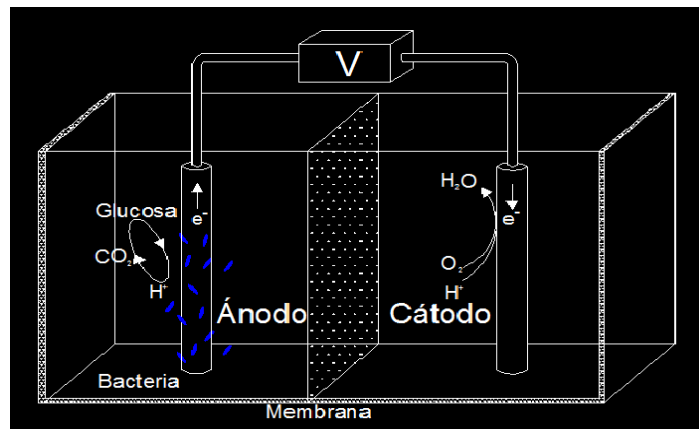 V
Glucosa
CO₂
H⁺
e⁻
Ánodo
Bacteria
Membrana
H₂O
e⁻
O₂
H⁺
Cátodo